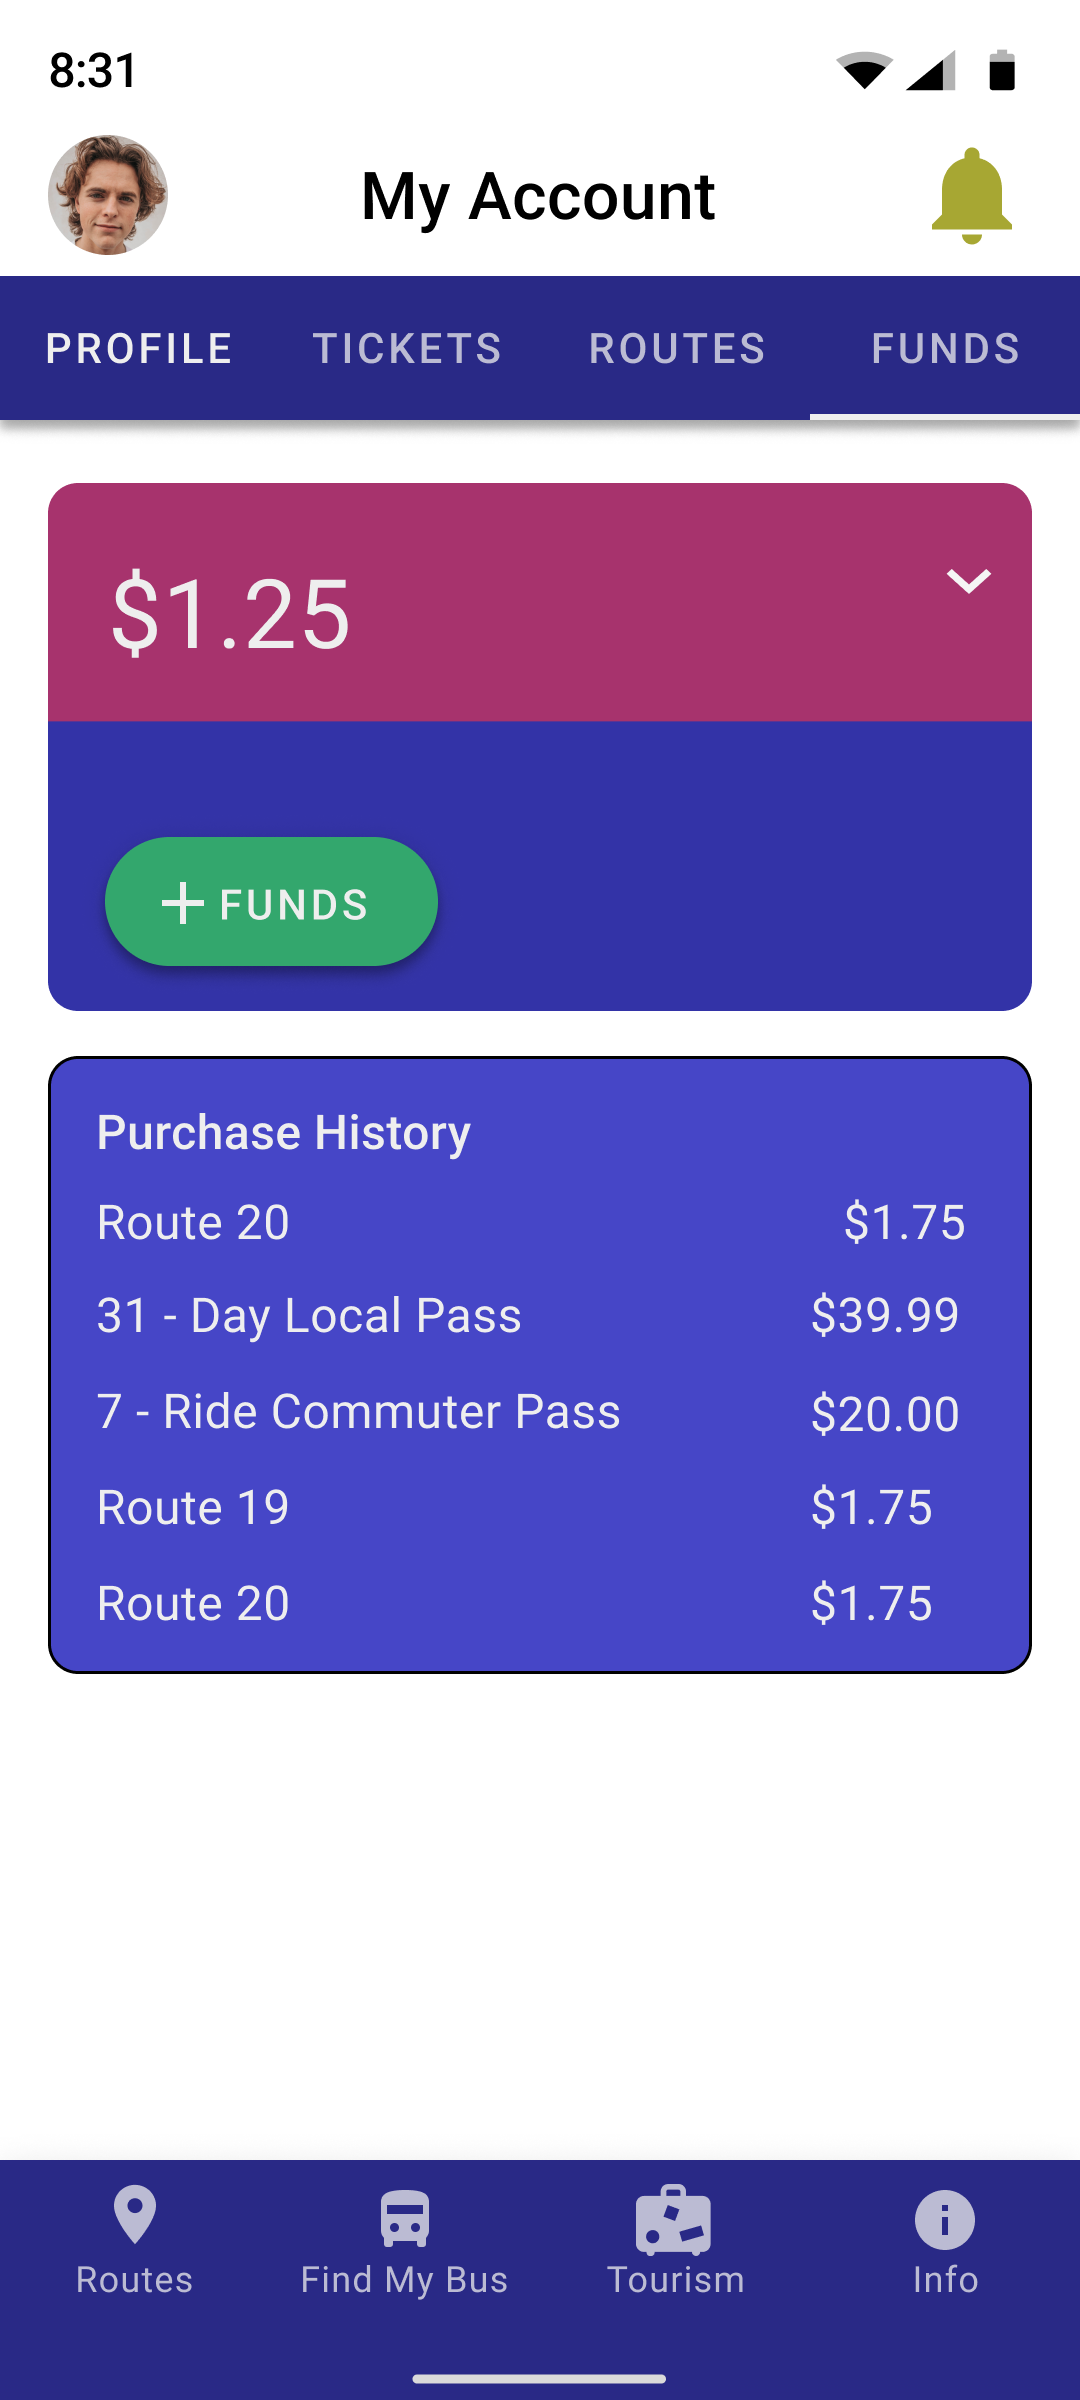 8:31
My Account
PROFILE TICKETS ROUTES FUNDS
$1.25
FUNDS
Purchase History
Route 20 $1.75
31 - Day Local Pass $39.99
7 - Ride Commuter Pass $20.00
Route 19 $1.75
Route 20 $1.75
Routes Find My Bus Tourism Info